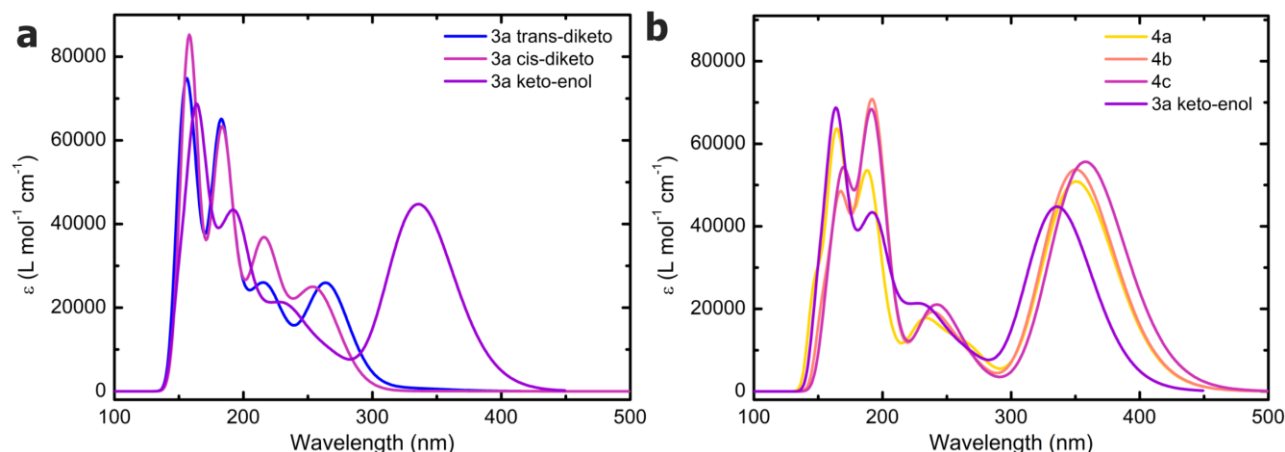 a
3a trans-diketo
3a cis-diketo
3a keto-enol
ε (L mol⁻¹ cm⁻¹)
80000
60000
40000
20000
0
100 200 300 400 500
Wavelength (nm)
b
4a
4b
4c
3a keto-enol
ε (L mol⁻¹ cm⁻¹)
80000
60000
40000
20000
0
100 200 300 400 500
Wavelength (nm)